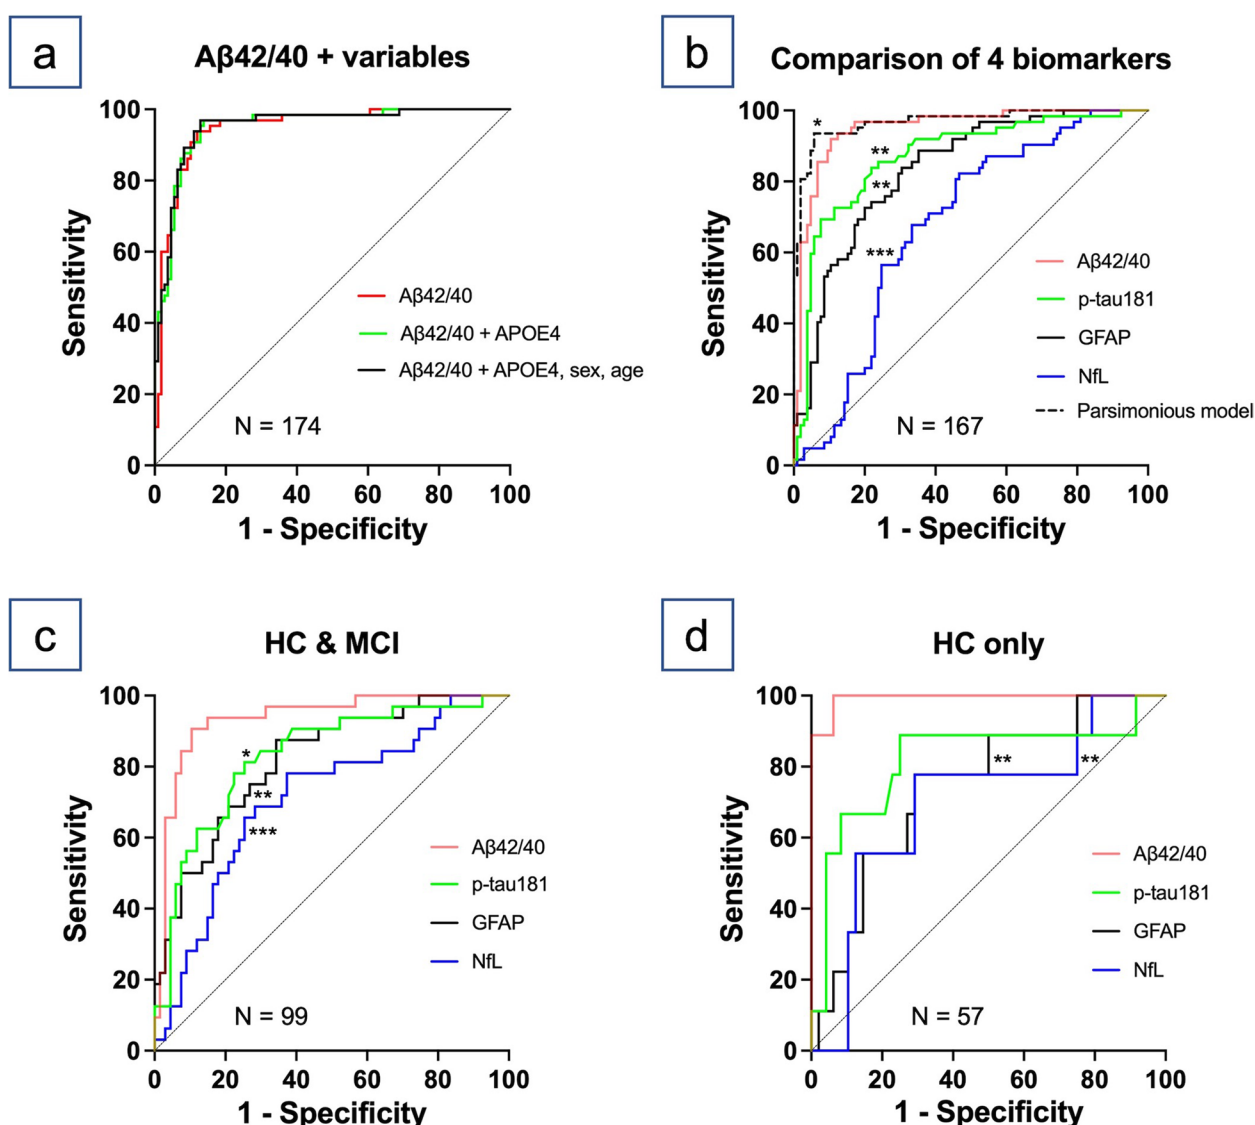 a
Aβ42/40 + variables
Sensitivity
100
80
60
40
20
0
0 20 40 60 80 100
1 - Specificity
Aβ42/40
Aβ42/40 + APOE4
Aβ42/40 + APOE4, sex, age
N = 174
b
Comparison of 4 biomarkers
Sensitivity
100
80
60
40
20
0
0 20 40 60 80 100
1 - Specificity
*
**
**
***
Aβ42/40
p-tau181
GFAP
NfL
Parsimonious model
N = 167
c
HC & MCI
Sensitivity
100
80
60
40
20
0
0 20 40 60 80 100
1 - Specificity
*
**
***
Aβ42/40
p-tau181
GFAP
NfL
N = 99
d
HC only
Sensitivity
100
80
60
40
20
0
0 20 40 60 80 100
1 - Specificity
** **
Aβ42/40
p-tau181
GFAP
NfL
N = 57